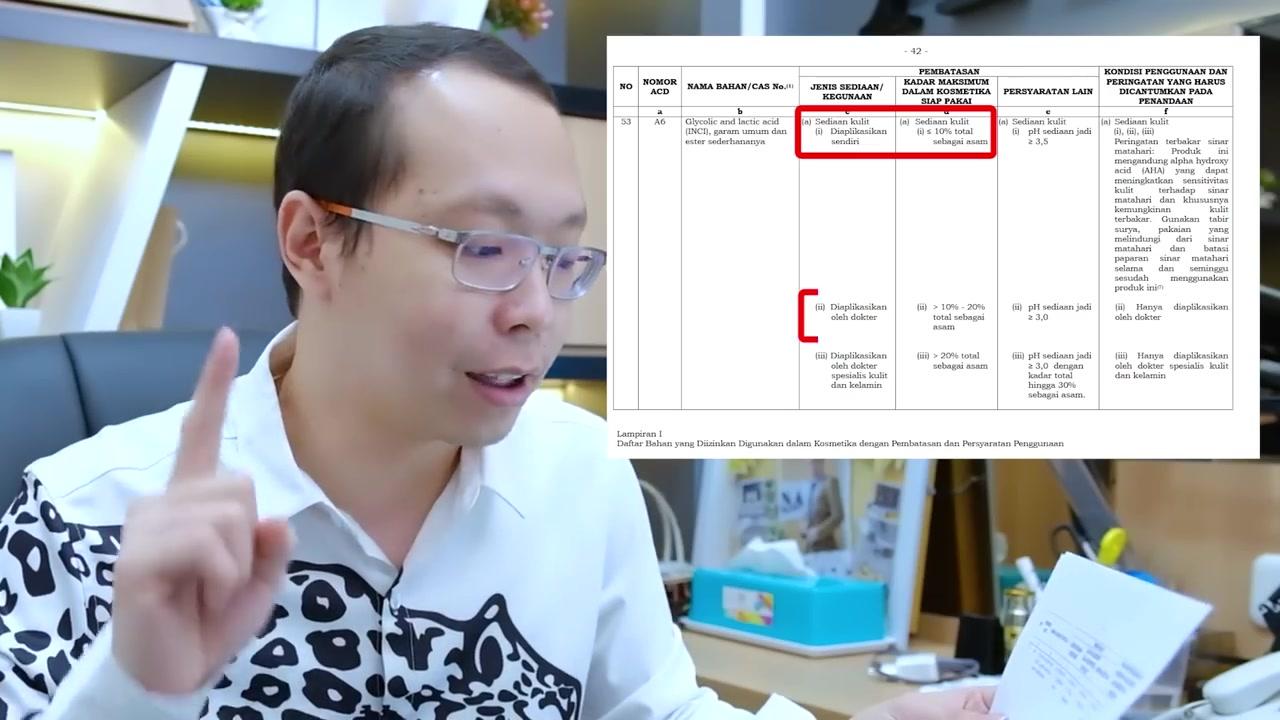 - 42 -
NO
NOMOR
ACD
NAMA BAHAN/CAS No.(1)
PEMBATASAN
JENIS SEDIAAN/
KEGUNAAN
KADAR MAKSIMUM
DALAM KOSMETIKA
SIAP PAKAI
PERSYARATAN LAIN
KONDISI PENGGUNAAN DAN
PERINGATAN YANG HARUS
DICANTUMKAN PADA
PENANDAAN
a
b
c
d
e
f
53
A6
Glycolic and lactic acid
(INCI), garam umum dan
ester sederhananya
(a) Sediaan kulit
(i) Diaplikasikan
sendiri
(a) Sediaan kulit
(i) ≤ 10% total
sebagai asam
(a) Sediaan kulit
(i) pH sediaan jadi
≥ 3,5
(a) Sediaan kulit
(i), (ii), (iii)
Peringatan terbakar sinar
matahari: Produk ini
mengandung alpha hydroxy
acid (AHA) yang dapat
meningkatkan sensitivitas
kulit terhadap sinar
matahari dan khususnya
kemungkinan kulit
terbakar. Gunakan tabir
surya, pakaian yang
melindungi dari sinar
matahari dan batasi
paparan sinar matahari
selama dan seminggu
sesudah menggunakan
produk ini(7)
(ii) Diaplikasikan
oleh dokter
(ii) > 10% - 20%
total sebagai
asam
(ii) pH sediaan jadi
≥ 3,0
(ii) Hanya diaplikasikan
oleh dokter
(iii) Diaplikasikan
oleh dokter
spesialis kulit
dan kelamin
(iii) > 20% total
sebagai asam
(iii) pH sediaan jadi
≥ 3,0 dengan
kadar total
hingga 30%
sebagai asam.
(iii) Hanya diaplikasikan
oleh dokter spesialis kulit
dan kelamin
Lampiran I
Daftar Bahan yang Diizinkan Digunakan dalam Kosmetika dengan Pembatasan dan Persyaratan Penggunaan